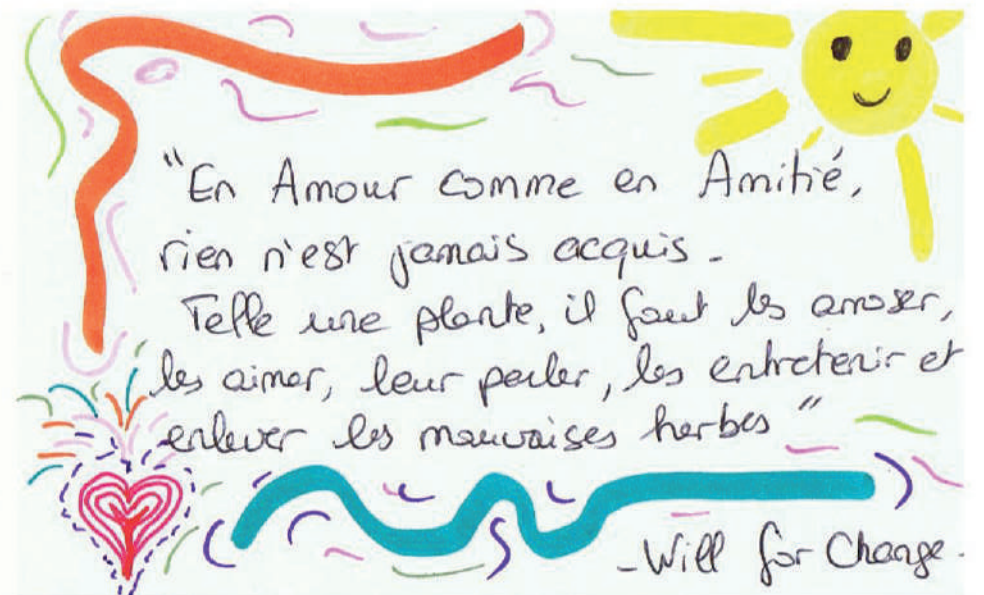 "En Amour comme en Amitié,
rien n'est jamais acquis.
Telle une plante, il faut les arroser,
les aimer, leur parler, les entretenir et
enlever les mauvaises herbes"
-Will for Change-